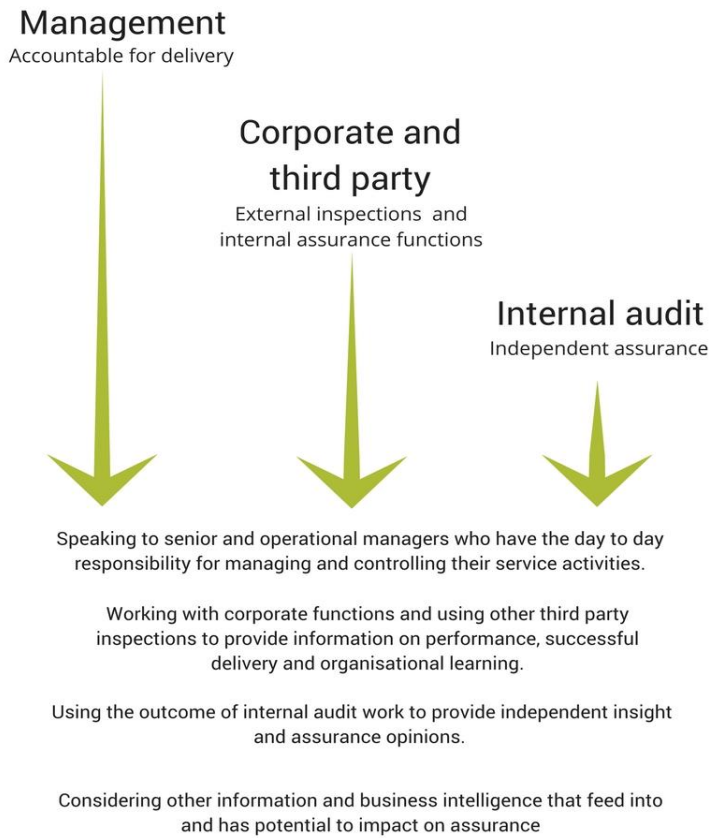 Management
Accountable for delivery
Corporate and
third party
External inspections and
internal assurance functions
Internal audit
Independent assurance
Speaking to senior and operational managers who have the day to day
responsibility for managing and controlling their service activities.
Working with corporate functions and using other third party
inspections to provide information on performance, successful
delivery and organisational learning.
Using the outcome of internal audit work to provide independent insight
and assurance opinions.
Considering other information and business intelligence that feed into
and has potential to impact on assurance